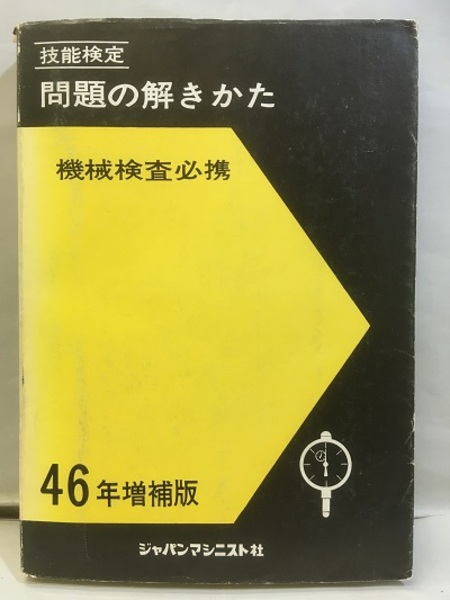 技能検定
問題の解きかた
機械検査必携
46年増補版
ジャパンマシニスト社